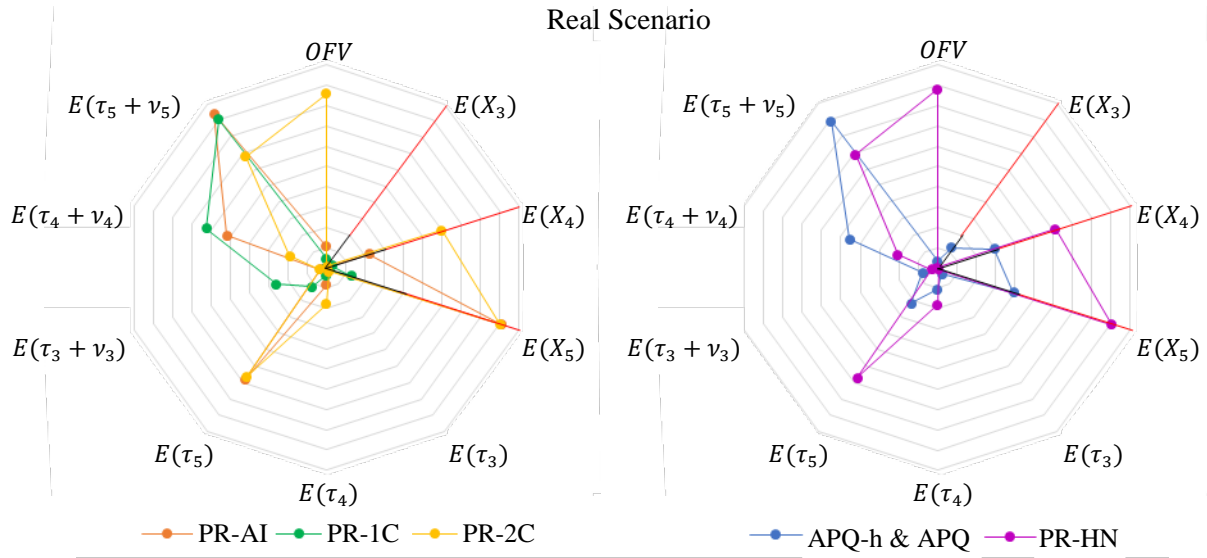 Real Scenario
OFV
E(X₃)
E(X₄)
E(X₅)
E(τ₃)
E(τ₄)
E(τ₅)
E(τ₃ + ν₃)
E(τ₄ + ν₄)
E(τ₅ + ν₅)
PR-AI PR-1C PR-2C
OFV
E(X₃)
E(X₄)
E(X₅)
E(τ₃)
E(τ₄)
E(τ₅)
E(τ₃ + ν₃)
E(τ₄ + ν₄)
E(τ₅ + ν₅)
APQ-h & APQ PR-HN